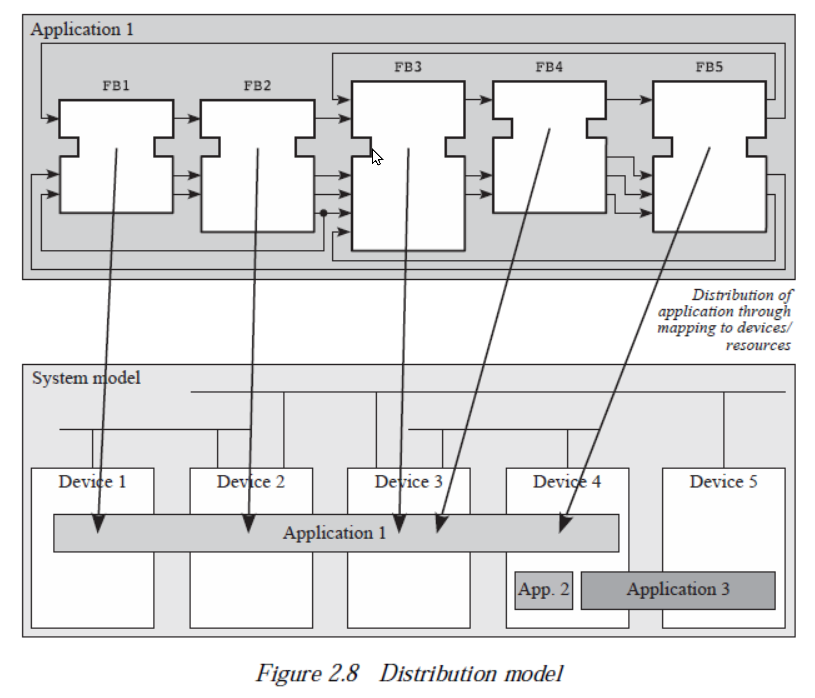 Application 1
FB1
FB2
FB3
FB4
FB5
Distribution of
application through
mapping to devices/
resources
System model
Device 1
Device 2
Device 3
Device 4
Device 5
Application 1
App. 2
Application 3
Figure 2.8 Distribution model